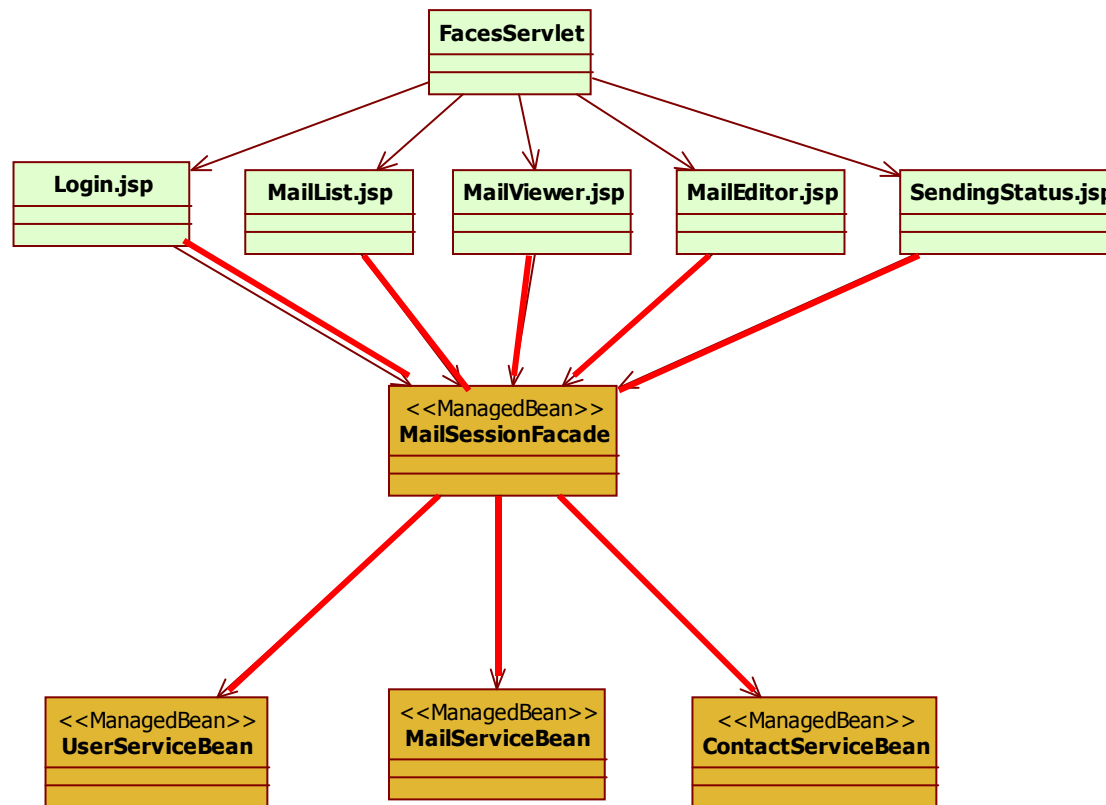 FacesServlet
Login.jsp
MailList.jsp
MailViewer.jsp
MailEditor.jsp
SendingStatus.jsp
<<ManagedBean>>
MailSessionFacade
<<ManagedBean>>
UserServiceBean
<<ManagedBean>>
MailServiceBean
<<ManagedBean>>
ContactServiceBean